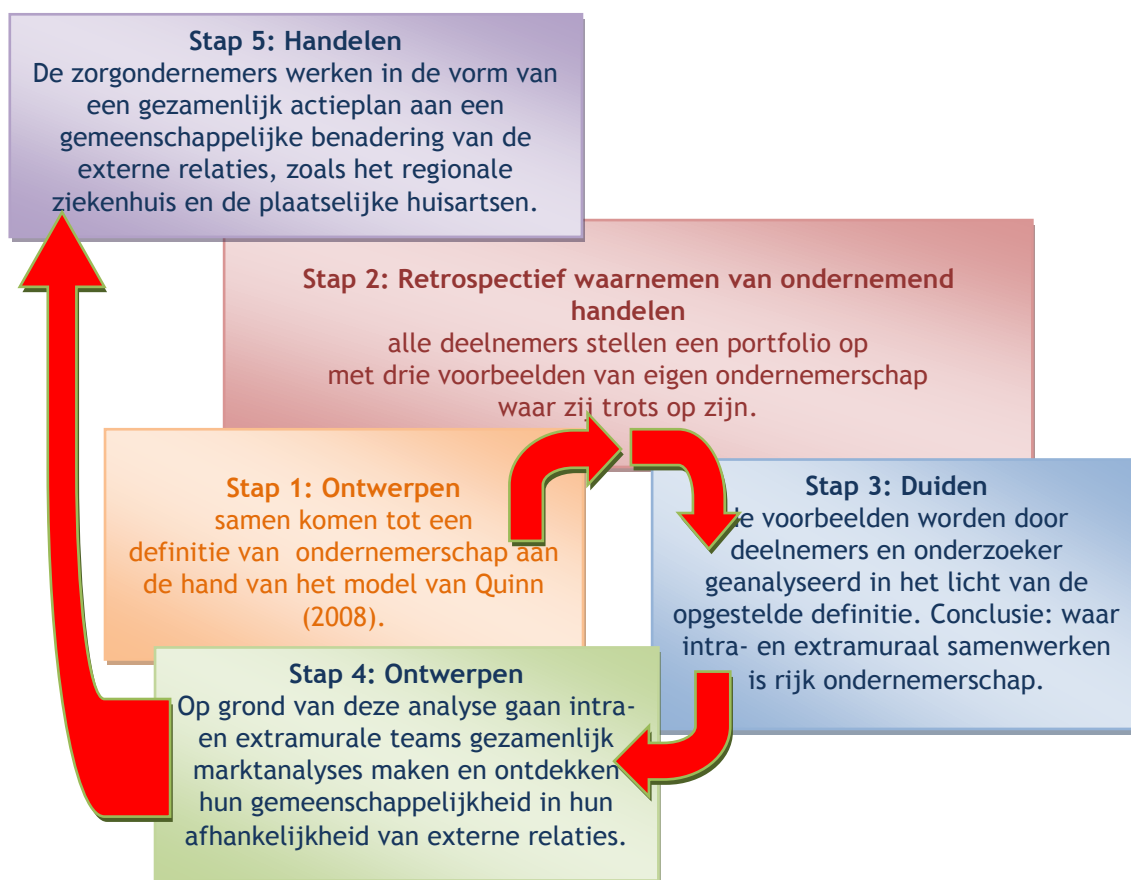 Stap 5: Handelen
De zorgondernemers werken in de vorm van
een gezamenlijk actieplan aan een
gemeenschappelijke benadering van de
externe relaties, zoals het regionale
ziekenhuis en de plaatselijke huisartsen.
Stap 2: Retrospectief waarnemen van ondernemend
handelen
alle deelnemers stellen een portfolio op
met drie voorbeelden van eigen ondernemerschap
waar zij trots op zijn.
Stap 1: Ontwerpen
samen komen tot een
definitie van ondernemerschap aan
de hand van het model van Quinn
(2008).
Stap 3: Duiden
de voorbeelden worden door
deelnemers en onderzoeker
geanalyseerd in het licht van de
opgestelde definitie. Conclusie: waar
intra- en extramuraal samenwerken
is rijk ondernemerschap.
Stap 4: Ontwerpen
Op grond van deze analyse gaan intra-
en extramurale teams gezamenlijk
marktanalyses maken en ontdekken
hun gemeenschappelijkheid in hun
afhankelijkheid van externe relaties.